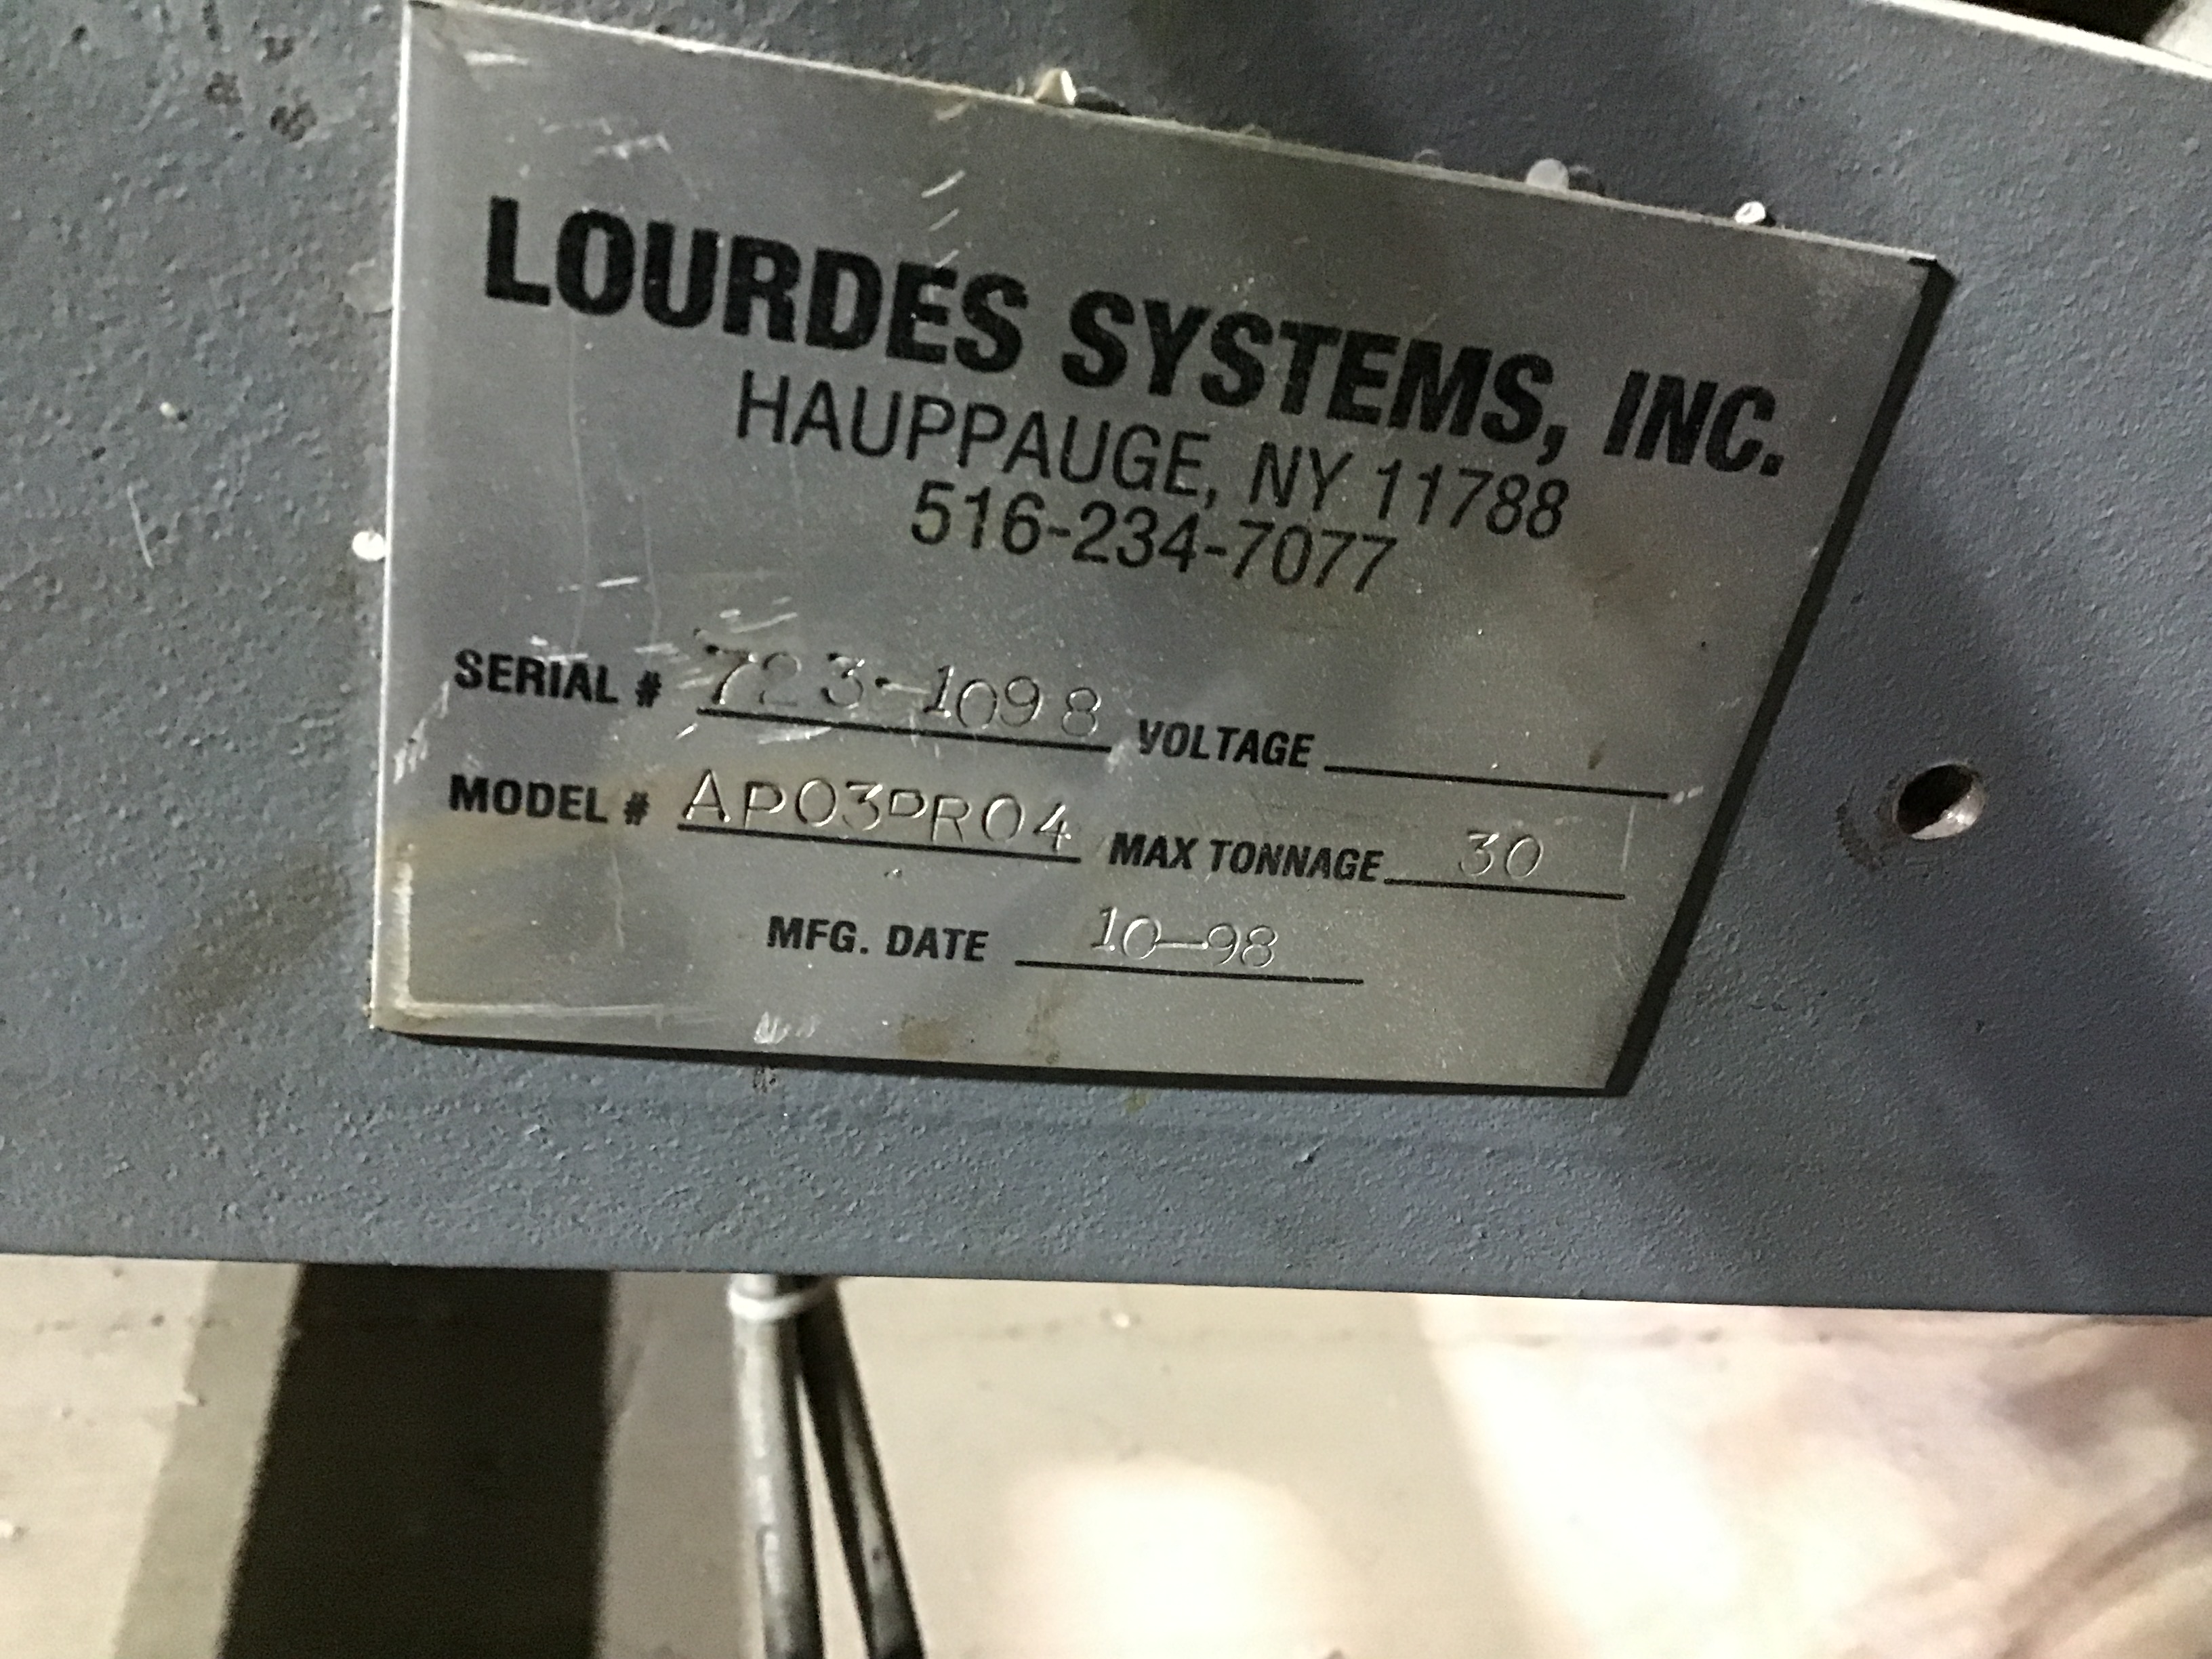 LOURDES SYSTEMS, INC.
HAUPPAUGE, NY 11788
516-234-7077
SERIAL # 723-1098 VOLTAGE
MODEL # AP03PR04 MAX TONNAGE 30
MFG. DATE 10-98